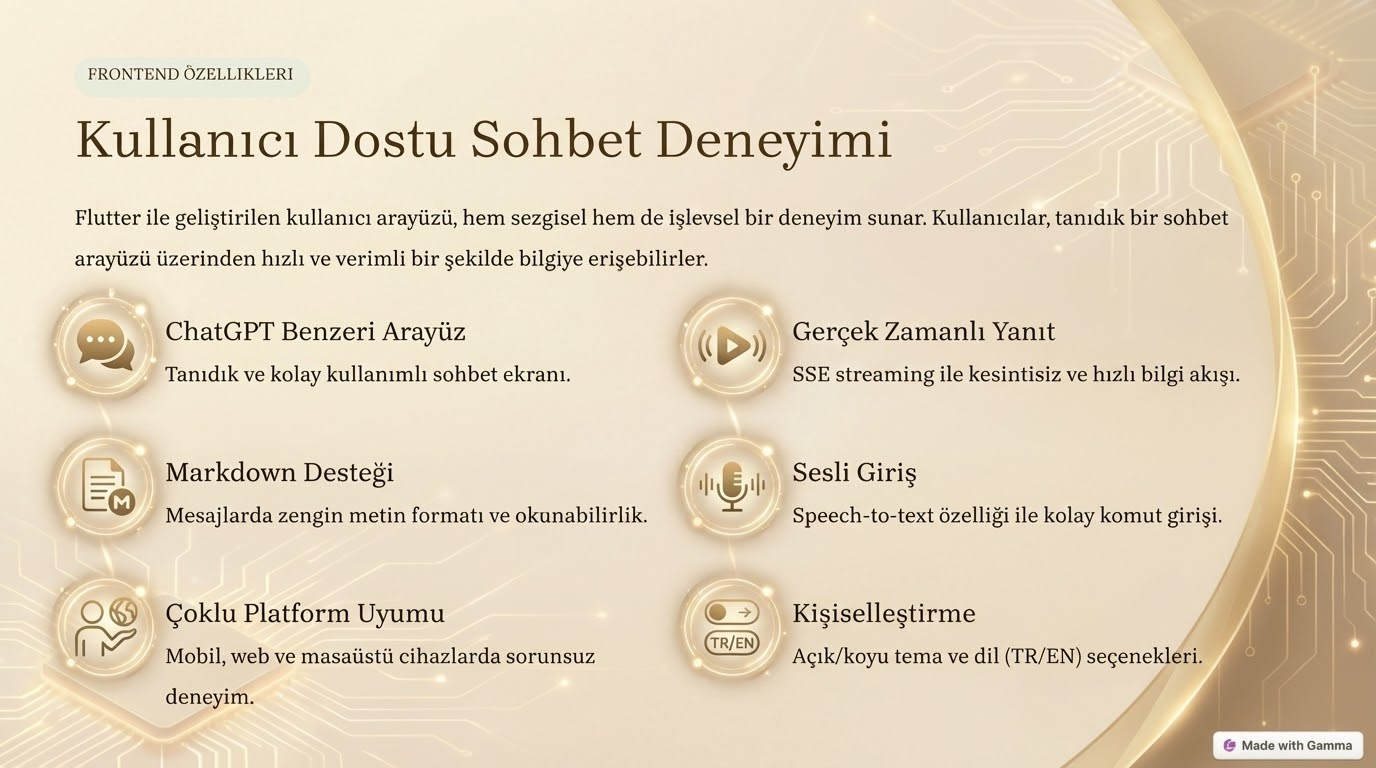 FRONTEND ÖZELLIKLERI
Kullanıcı Dostu Sohbet Deneyimi
Flutter ile geliştirilen kullanıcı arayüzü, hem sezgisel hem de işlevsel bir deneyim sunar. Kullanıcılar, tanıdık bir sohbet
arayüzü üzerinden hızlı ve verimli bir şekilde bilgiye erişebilirler.
ChatGPT Benzeri Arayüz
Tanıdık ve kolay kullanımlı sohbet ekranı.
Gerçek Zamanlı Yanıt
SSE streaming ile kesintisiz ve hızlı bilgi akışı.
M
Markdown Desteği
Mesajlarda zengin metin formatı ve okunabilirlik.
Sesli Giriş
Speech-to-text özelliği ile kolay komut girişi.
Çoklu Platform Uyumu
Mobil, web ve masaüstü cihazlarda sorunsuz
deneyim.
TR/EN
Kişiselleştirme
Açık/koyu tema ve dil (TR/EN) seçenekleri.
Made with Gamma